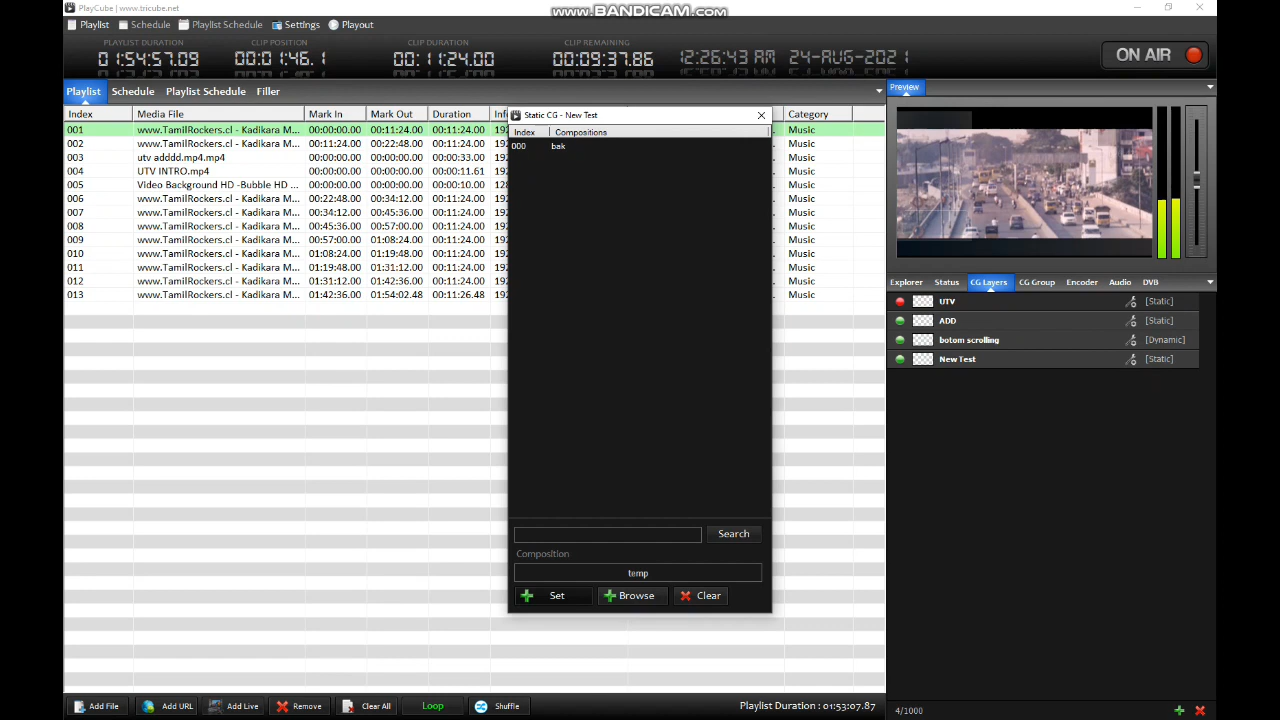 PlayCube | www.tricube.net
www.BANDICAM.com
Playlist Schedule Playlist Schedule Settings Playout
PLAYLIST DURATION CLIP POSITION CLIP DURATION CLIP REMAINING
01:54:57.09 00:01:46.1 00:11:24.00 00:09:37.86 12:26:43 AM 24-AUG-2021 ON AIR
Playlist Schedule Playlist Schedule Filler
Index Media File Mark In Mark Out Duration Category
001 www.TamilRockers.cl - Kadikara M... 00:00:00.00 00:11:24.00 00:11:24.00 192 Music
002 www.TamilRockers.cl - Kadikara M... 00:11:24.00 00:22:48.00 00:11:24.00 192 Music
003 utv adddd.mp4.mp4 00:00:00.00 00:00:33.00 00:00:33.00 192 Music
004 UTV INTRO.mp4 00:00:00.00 00:00:11.61 00:00:11.61 192 Music
005 Video Background HD -Bubble HD ... 00:00:00.00 00:00:10.00 00:00:10.00 128 Music
006 www.TamilRockers.cl - Kadikara M... 00:22:48.00 00:34:12.00 00:11:24.00 192 Music
007 www.TamilRockers.cl - Kadikara M... 00:34:12.00 00:45:36.00 00:11:24.00 192 Music
008 www.TamilRockers.cl - Kadikara M... 00:45:36.00 00:57:00.00 00:11:24.00 192 Music
009 www.TamilRockers.cl - Kadikara M... 00:57:00.00 01:08:24.00 00:11:24.00 192 Music
010 www.TamilRockers.cl - Kadikara M... 01:08:24.00 01:19:48.00 00:11:24.00 192 Music
011 www.TamilRockers.cl - Kadikara M... 01:19:48.00 01:31:12.00 00:11:24.00 192 Music
012 www.TamilRockers.cl - Kadikara M... 01:31:12.00 01:42:36.00 00:11:24.00 192 Music
013 www.TamilRockers.cl - Kadikara M... 01:42:36.00 01:54:02.48 00:11:26.48 192 Music
Static CG - New Test
Index Compositions
000 bak
Search
Composition
temp
Set Browse Clear
Preview
Explorer Status CG Layers CG Group Encoder Audio DVB
UTV [Static]
ADD [Static]
botom scrolling [Dynamic]
New Test [Static]
Add File Add URL Add Live Remove Clear All Loop Shuffle Playlist Duration : 01:53:07.87
4/1000